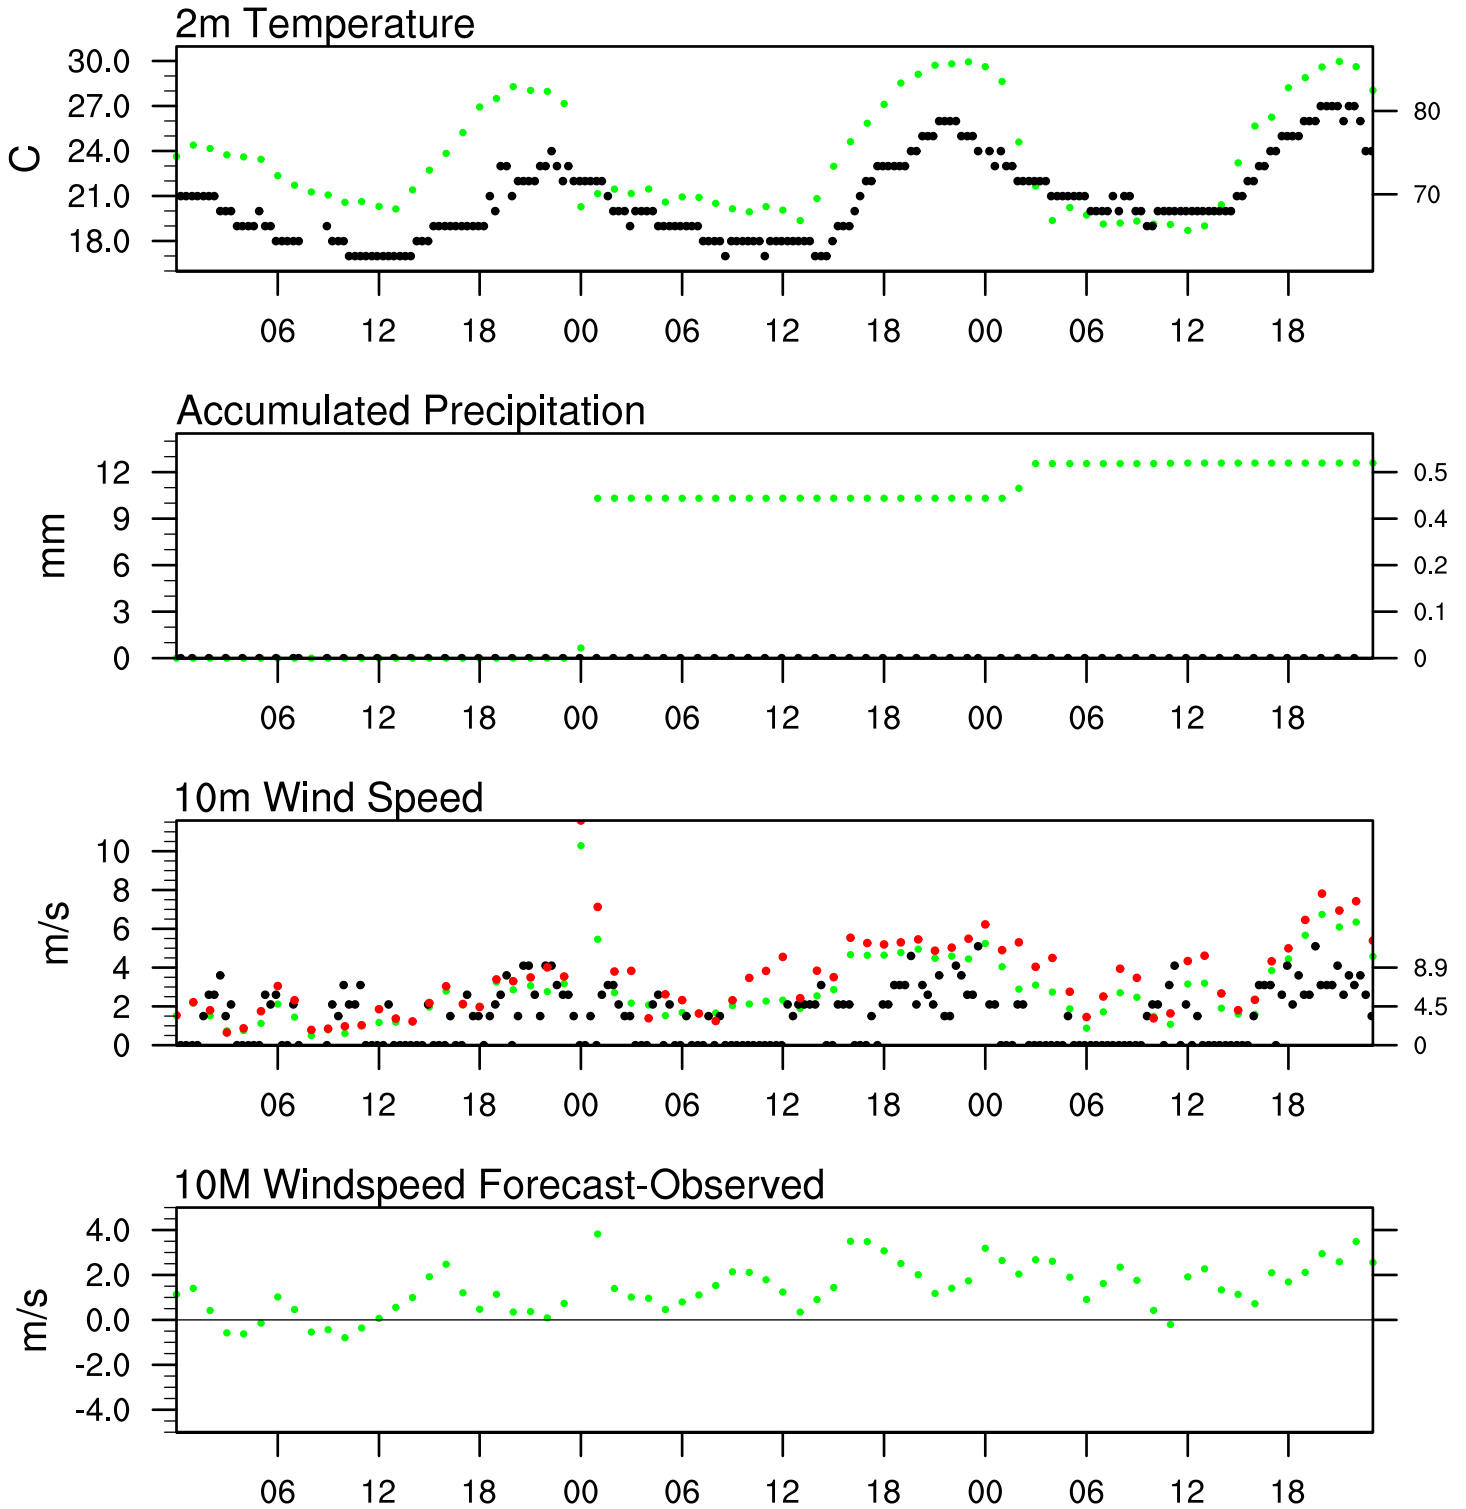 2m Temperature
30.0
27.0
24.0
21.0
18.0
C
80
70
06 12 18 00 06 12 18 00 06 12 18
Accumulated Precipitation
12
9
6
3
0
mm
0.5
0.4
0.2
0.1
0
06 12 18 00 06 12 18 00 06 12 18
10m Wind Speed
10
8
6
4
2
0
m/s
8.9
4.5
0
06 12 18 00 06 12 18 00 06 12 18
10M Windspeed Forecast-Observed
4.0
2.0
0.0
-2.0
-4.0
m/s
06 12 18 00 06 12 18 00 06 12 18